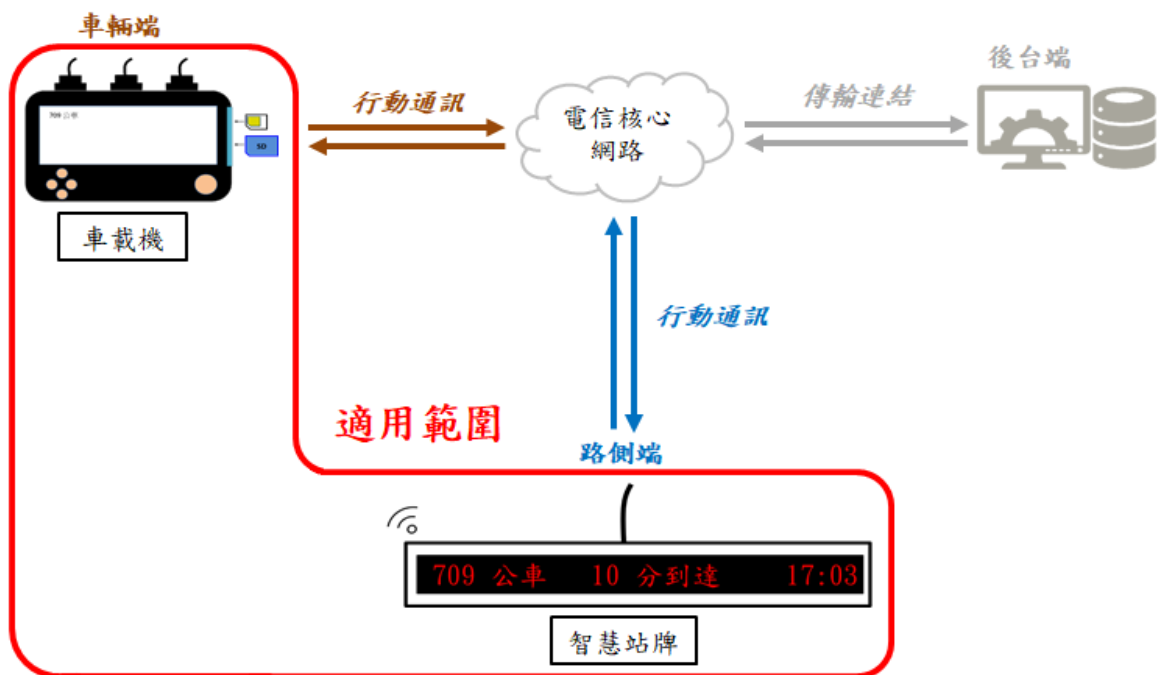 車輛端
後台端
709 公車
SD
行動通訊
傳輸連結
電信核心
網路
車載機
行動通訊
適用範圍
路側端
709 公車 10 分到達 17:03
智慧站牌